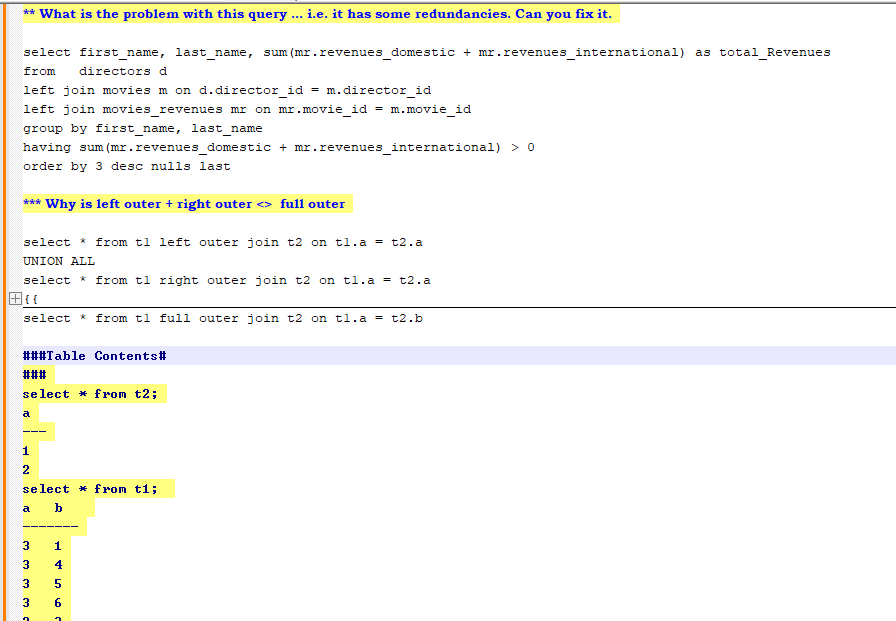 ** What is the problem with this query ... i.e. it has some redundancies. Can you fix it.
select first_name, last_name, sum(mr.revenues_domestic + mr.revenues_international) as total_Revenues
from   directors d
left join movies m on d.director_id = m.director_id
left join movies_revenues mr on mr.movie_id = m.movie_id
group by first_name, last_name
having sum(mr.revenues_domestic + mr.revenues_international) > 0
order by 3 desc nulls last
*** Why is left outer + right outer <>  full outer
select * from t1 left outer join t2 on t1.a = t2.a
UNION ALL
select * from t1 right outer join t2 on t1.a = t2.a
{{
select * from t1 full outer join t2 on t1.a = t2.b
###Table Contents#
###
select * from t2;
a
---
1
2
select * from t1;
a   b
-------
3   1
3   4
3   5
3   6